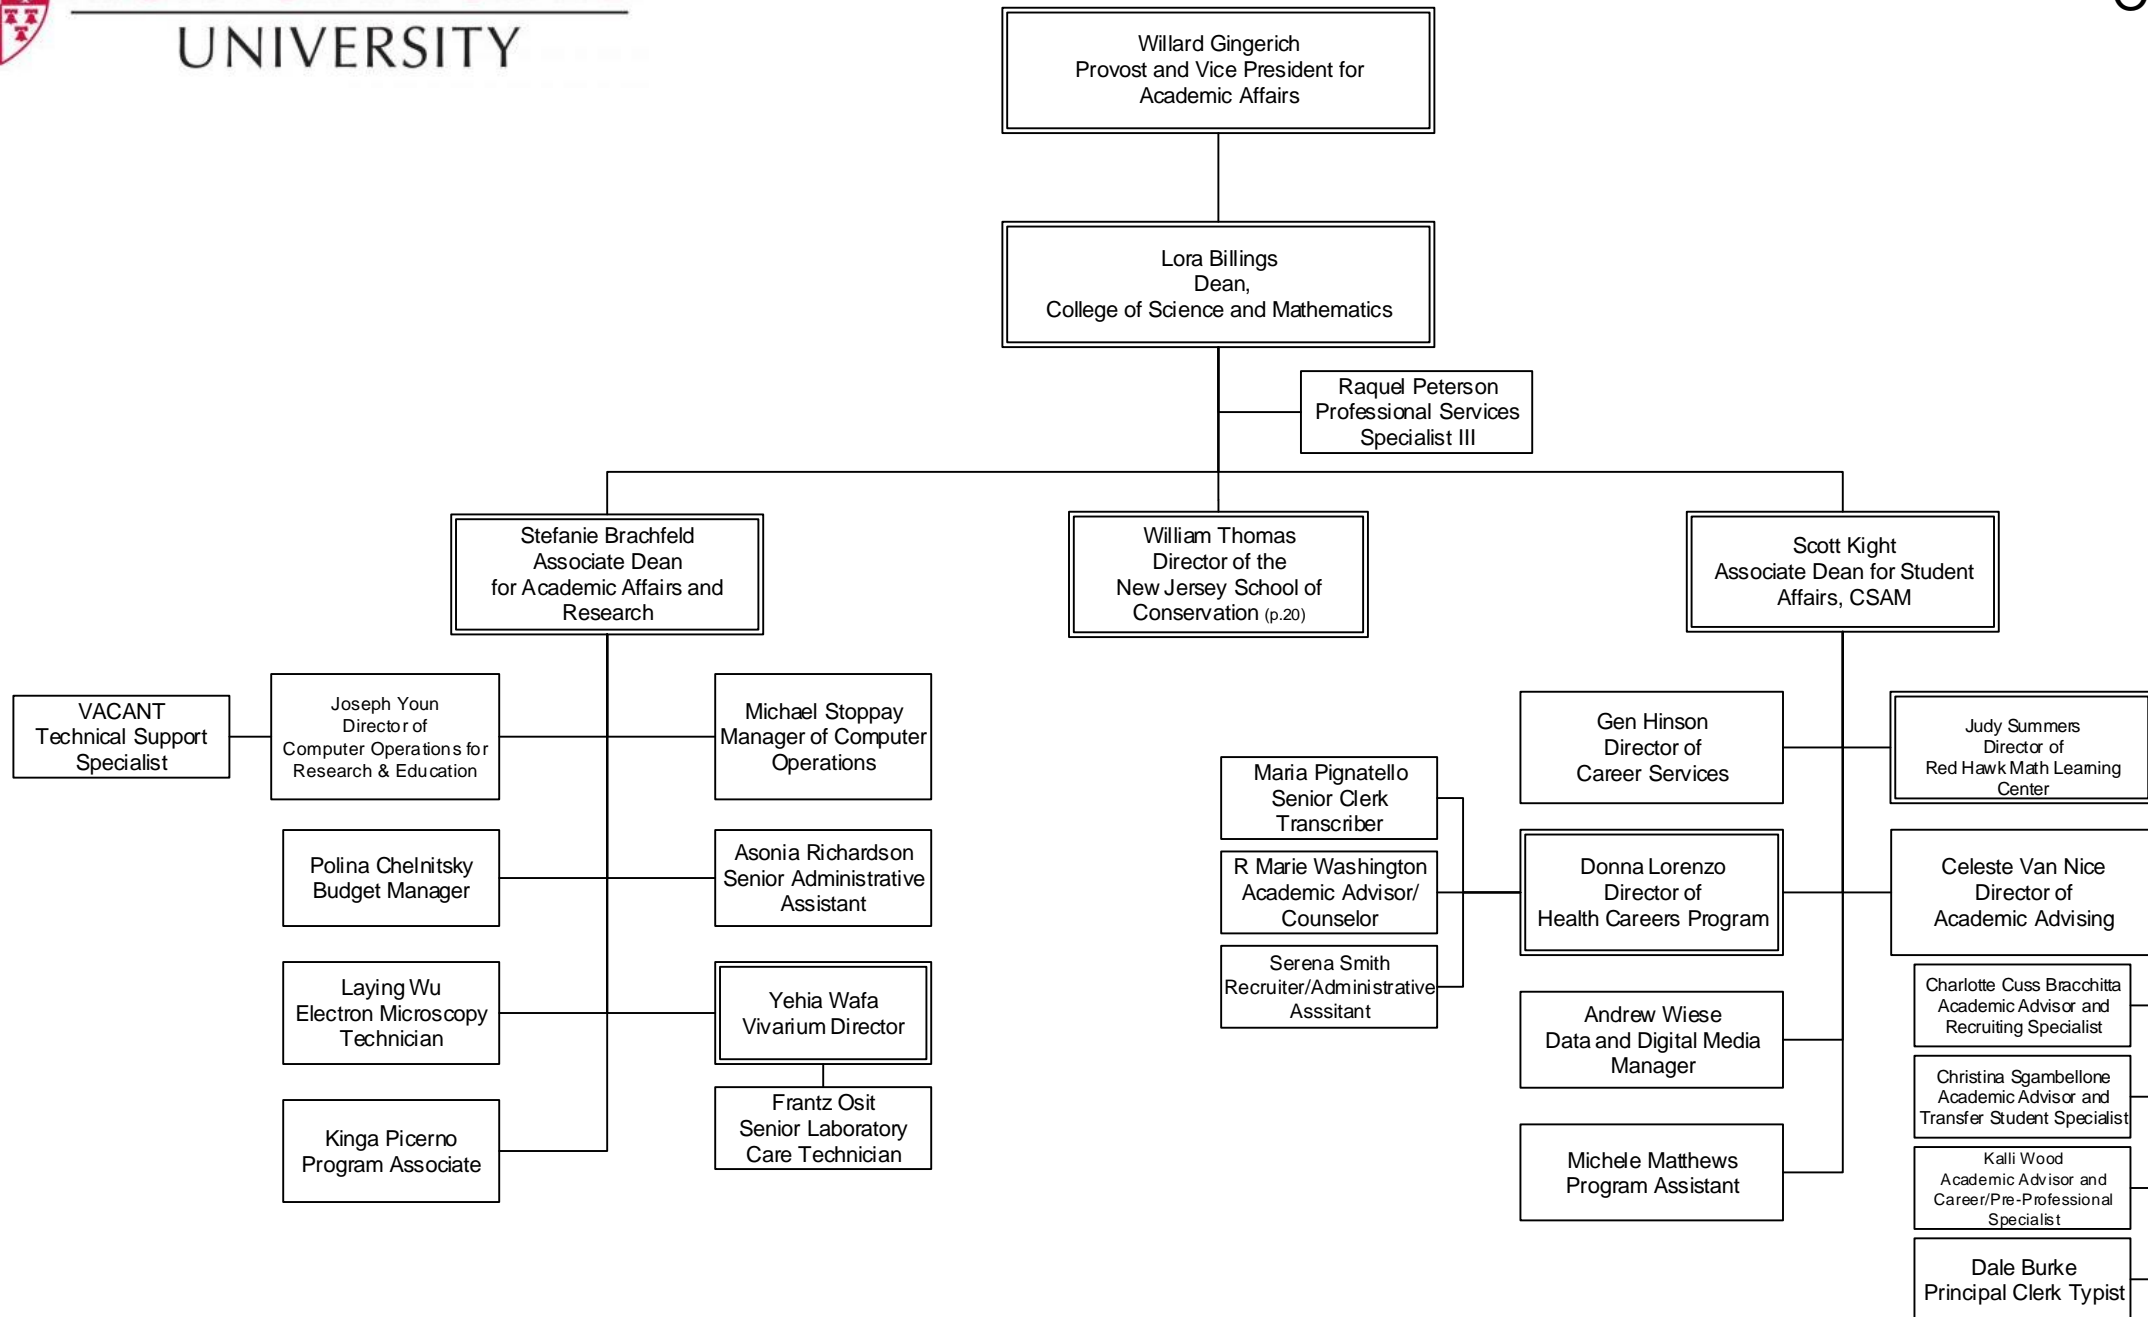 UNIVERSITY
Willard Gingerich
Provost and Vice President for
Academic Affairs
Lora Billings
Dean,
College of Science and Mathematics
Raquel Peterson
Professional Services
Specialist III
Stefanie Brachfeld
Associate Dean
for Academic Affairs and
Research
William Thomas
Director of the
New Jersey School of
Conservation (p.20)
Scott Kight
Associate Dean for Student
Affairs, CSAM
VACANT
Technical Support
Specialist
Joseph Youn
Director of
Computer Operations for
Research & Education
Michael Stoppay
Manager of Computer
Operations
Polina Chelnitsky
Budget Manager
Asonia Richardson
Senior Administrative
Assistant
Laying Wu
Electron Microscopy
Technician
Yehia Wafa
Vivarium Director
Kinga Picerno
Program Associate
Frantz Osit
Senior Laboratory
Care Technician
Gen Hinson
Director of
Career Services
Judy Summers
Director of
Red Hawk Math Learning
Center
Maria Pignatello
Senior Clerk
Transcriber
R Marie Washington
Academic Advisor/
Counselor
Serena Smith
Recruiter/Administrative
Asssitant
Donna Lorenzo
Director of
Health Careers Program
Celeste Van Nice
Director of
Academic Advising
Andrew Wiese
Data and Digital Media
Manager
Michele Matthews
Program Assistant
Charlotte Cuss Bracchitta
Academic Advisor and
Recruiting Specialist
Christina Sgambellone
Academic Advisor and
Transfer Student Specialist
Kalli Wood
Academic Advisor and
Career/Pre-Professional
Specialist
Dale Burke
Principal Clerk Typist